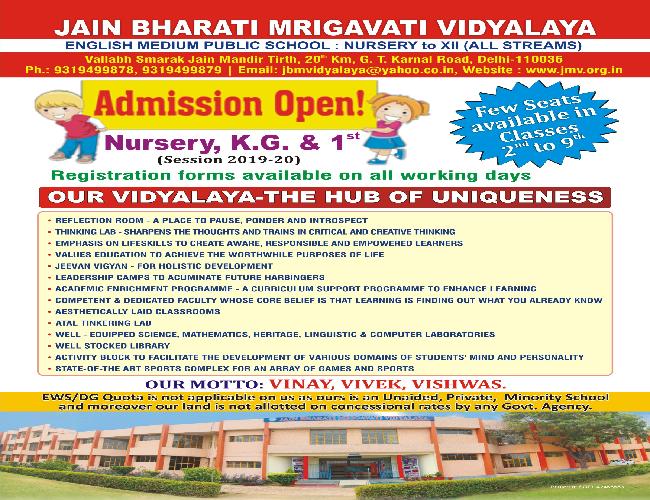 JAIN BHARATI MRIGAVATI VIDYALAYA
ENGLISH MEDIUM PUBLIC SCHOOL : NURSERY to XII (ALL STREAMS)
Vallabh Smarak Jain Mandir Tirth, 20th Km, G. T. Karnal Road, Delhi-110036
Ph.: 9319499878, 9319499879 | Email: jbmvidyalaya@yahoo.co.in, Website : www.jmv.org.in
Admission Open!
Nursery, K.G. & 1st
(Session 2019-20)
Few Seats
available in
Classes
2nd to 9th
Registration forms available on all working days
OUR VIDYALAYA-THE HUB OF UNIQUENESS
• REFLECTION ROOM - A PLACE TO PAUSE, PONDER AND INTROSPECT
• THINKING LAB - SHARPENS THE THOUGHTS AND TRAINS IN CRITICAL AND CREATIVE THINKING
• EMPHASIS ON LIFESKILLS TO CREATE AWARE, RESPONSIBLE AND EMPOWERED LEARNERS
• VALUES EDUCATION TO ACHIEVE THE WORTHWHILE PURPOSES OF LIFE
• JEEVAN VIGYAN - FOR HOLISTIC DEVELOPMENT
• LEADERSHIP CAMPS TO ACUMINATE FUTURE HARBINGERS
• ACADEMIC ENRICHMENT PROGRAMME - A CURRICULUM SUPPORT PROGRAMME TO ENHANCE LEARNING
• COMPETENT & DEDICATED FACULTY WHOSE CORE BELIEF IS THAT LEARNING IS FINDING OUT WHAT YOU ALREADY KNOW
• AESTHETICALLY LAID CLASSROOMS
• ATAL TINKERING LAB
• WELL - EQUIPPED SCIENCE, MATHEMATICS, HERITAGE, LINGUISTIC & COMPUTER LABORATORIES
• WELL STOCKED LIBRARY
• ACTIVITY BLOCK TO FACILITATE THE DEVELOPMENT OF VARIOUS DOMAINS OF STUDENTS' MIND AND PERSONALITY
• STATE-OF-THE ART SPORTS COMPLEX FOR AN ARRAY OF GAMES AND SPORTS
OUR MOTTO: VINAY, VIVEK, VISHWAS.
EWS/DG Quota is not applicable on us as ours is an Unaided, Private, Minority School
and moreover our land is not allotted on concessional rates by any Govt. Agency.
JAIN BHARATI MRIGAVATI VIDYALAYA